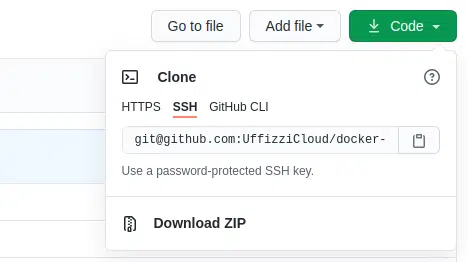 Go to file Add file Code
Clone
HTTPS SSH GitHub CLI
git@github.com:UffizziCloud/docker-
Use a password-protected SSH key.
Download ZIP